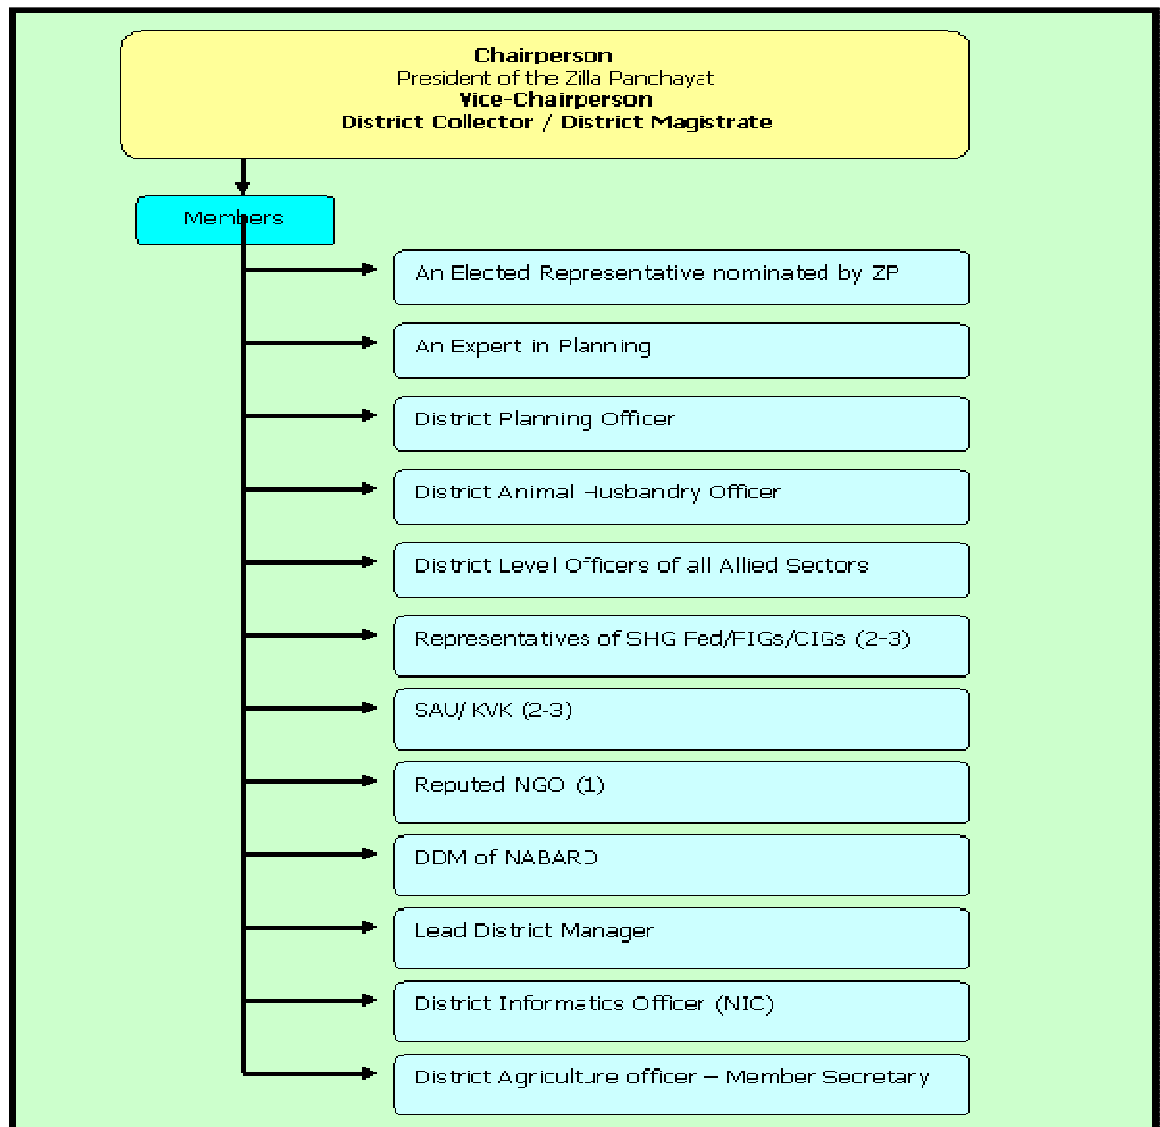 Chairperson
President of the Zilla Panchayat
Vice-Chairperson
District Collector / District Magistrate
Members
An Elected Representative nominated by ZP
An Expert in Planning
District Planning Officer
District Animal Husbandry Officer
District Level Officers of all Allied Sectors
Representatives of SHG Fed/FIGs/CIGs (2-3)
SAU/ KVK (2-3)
Reputed NGO (1)
DDM of NABARD
Lead District Manager
District Informatics Officer (NIC)
District Agriculture officer – Member Secretary